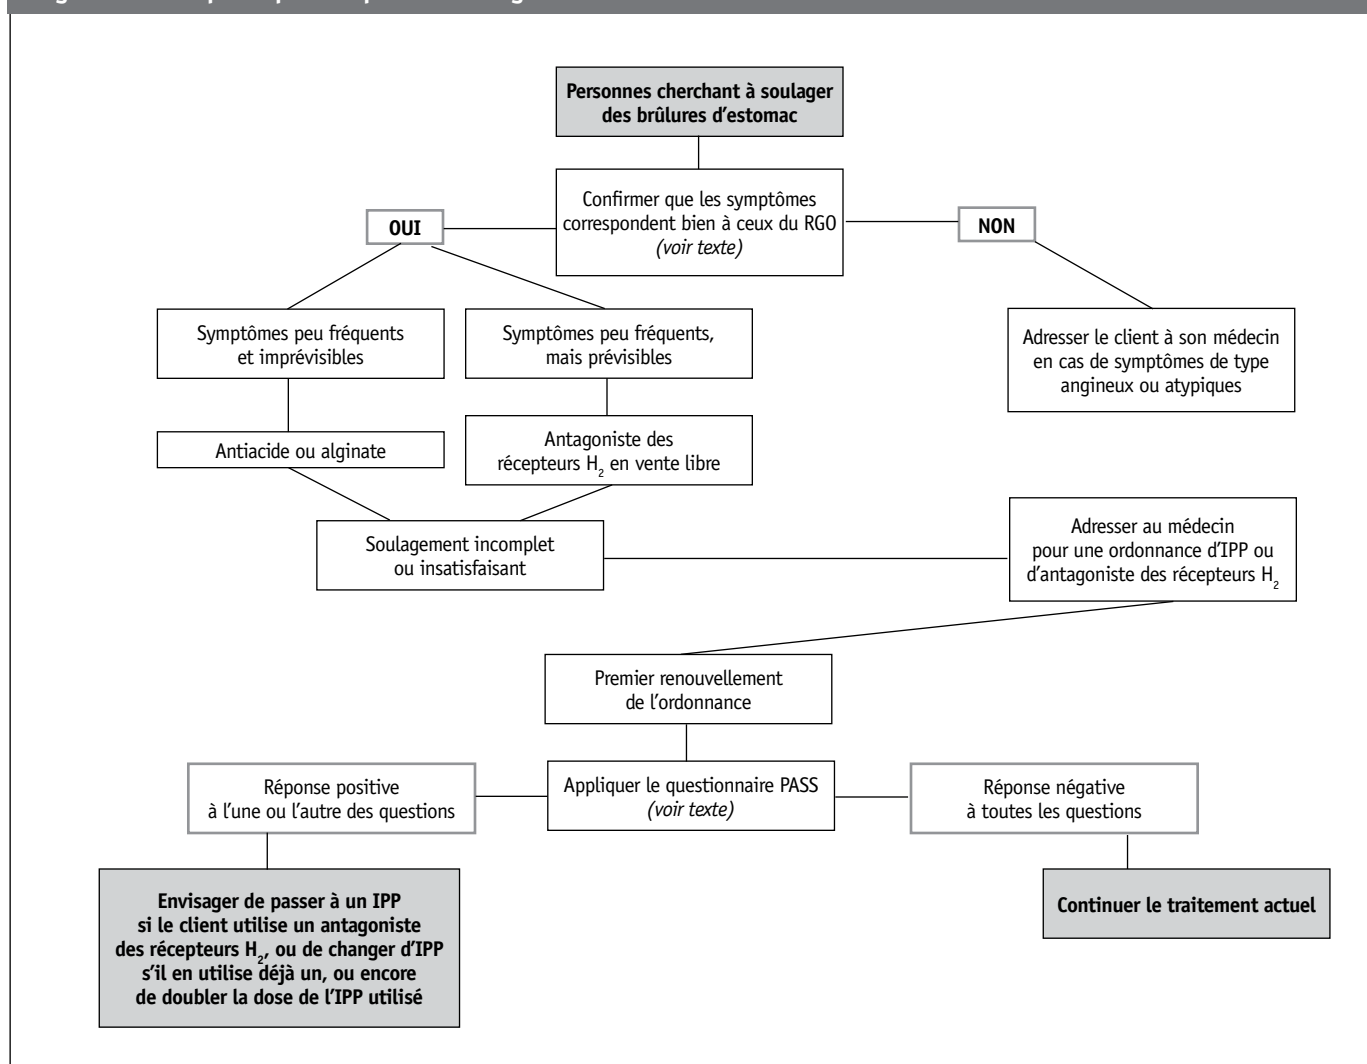 Personnes cherchant à soulager
des brûlures d’estomac
Confirmer que les symptômes
correspondent bien à ceux du RGO
(voir texte)
OUI
NON
Symptômes peu fréquents
et imprévisibles
Symptômes peu fréquents,
mais prévisibles
Adresser le client à son médecin
en cas de symptômes de type
angineux ou atypiques
Antiacide ou alginate
Antagoniste des
récepteurs H₂ en vente libre
Soulagement incomplet
ou insatisfaisant
Adresser au médecin
pour une ordonnance d’IPP ou
d’antagoniste des récepteurs H₂
Premier renouvellement
de l’ordonnance
Appliquer le questionnaire PASS
(voir texte)
Réponse positive
à l’une ou l’autre des questions
Réponse négative
à toutes les questions
Envisager de passer à un IPP
si le client utilise un antagoniste
des récepteurs H₂, ou de changer d’IPP
s’il en utilise déjà un, ou encore
de doubler la dose de l’IPP utilisé
Continuer le traitement actuel